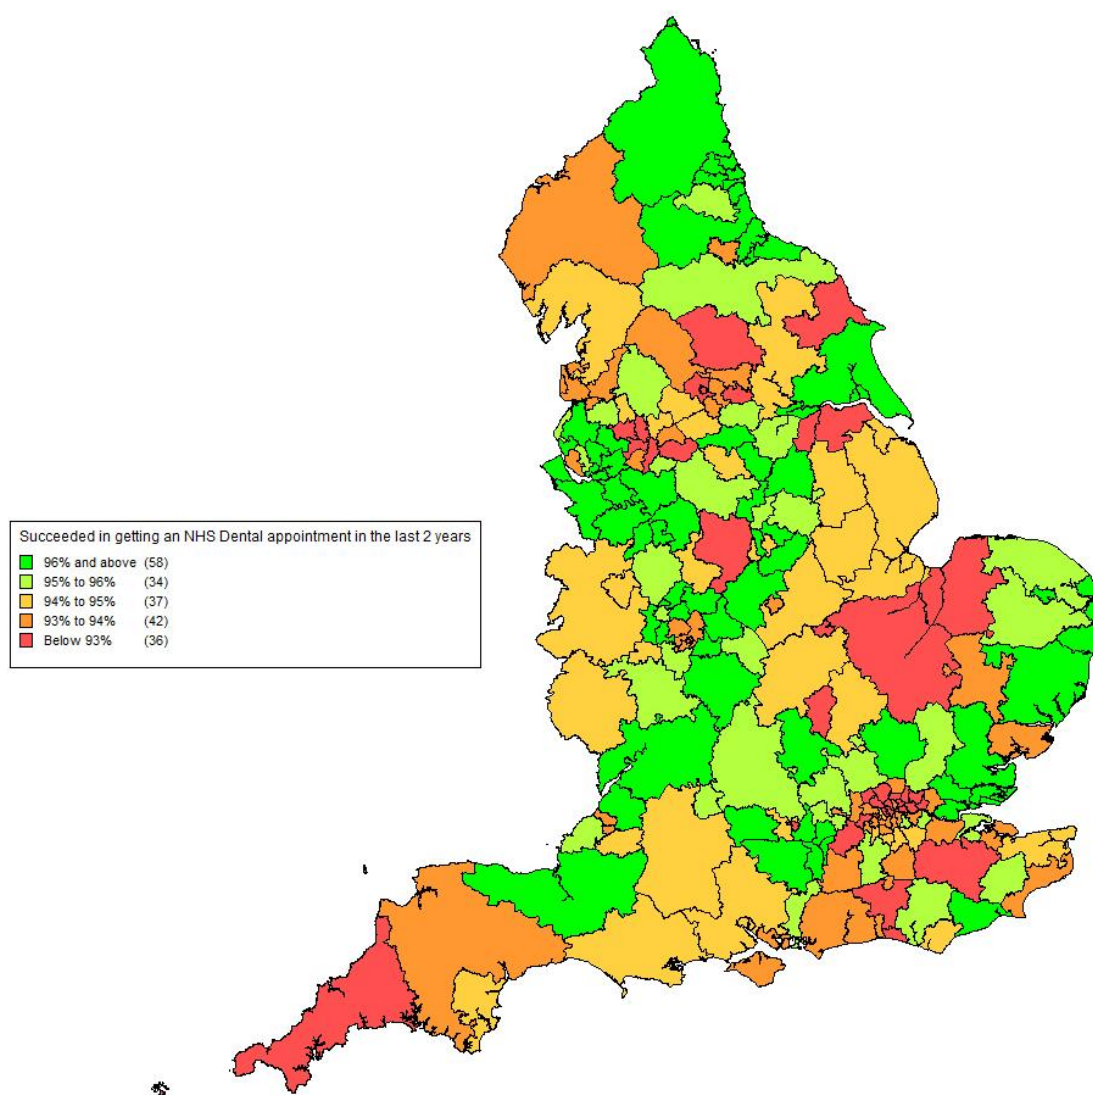 Succeeded in getting an NHS Dental appointment in the last 2 years
96% and above (58)
95% to 96% (34)
94% to 95% (37)
93% to 94% (42)
Below 93% (36)